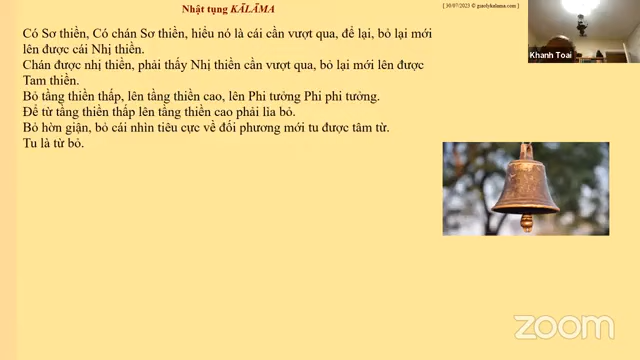 Nhật tụng KĀLĀMA
[ 30/07/2023 © giaolykalama.com ]
Có Sơ thiền, Có chán Sơ thiền, hiểu nó là cái cần vượt qua, để lại, bỏ lại mới
lên được cái Nhị thiền.
Chán được nhị thiền, phải thấy Nhị thiền cần vượt qua, bỏ lại mới lên được
Tam thiền.
Bỏ tầng thiền thấp, lên tầng thiền cao, lên Phi tưởng Phi phi tưởng.
Để từ tầng thiền thấp lên tầng thiền cao phải lìa bỏ.
Bỏ hờn giận, bỏ cái nhìn tiêu cực về đối phương mới tu được tâm từ.
Tu là từ bỏ.
Khanh Toai
zoom